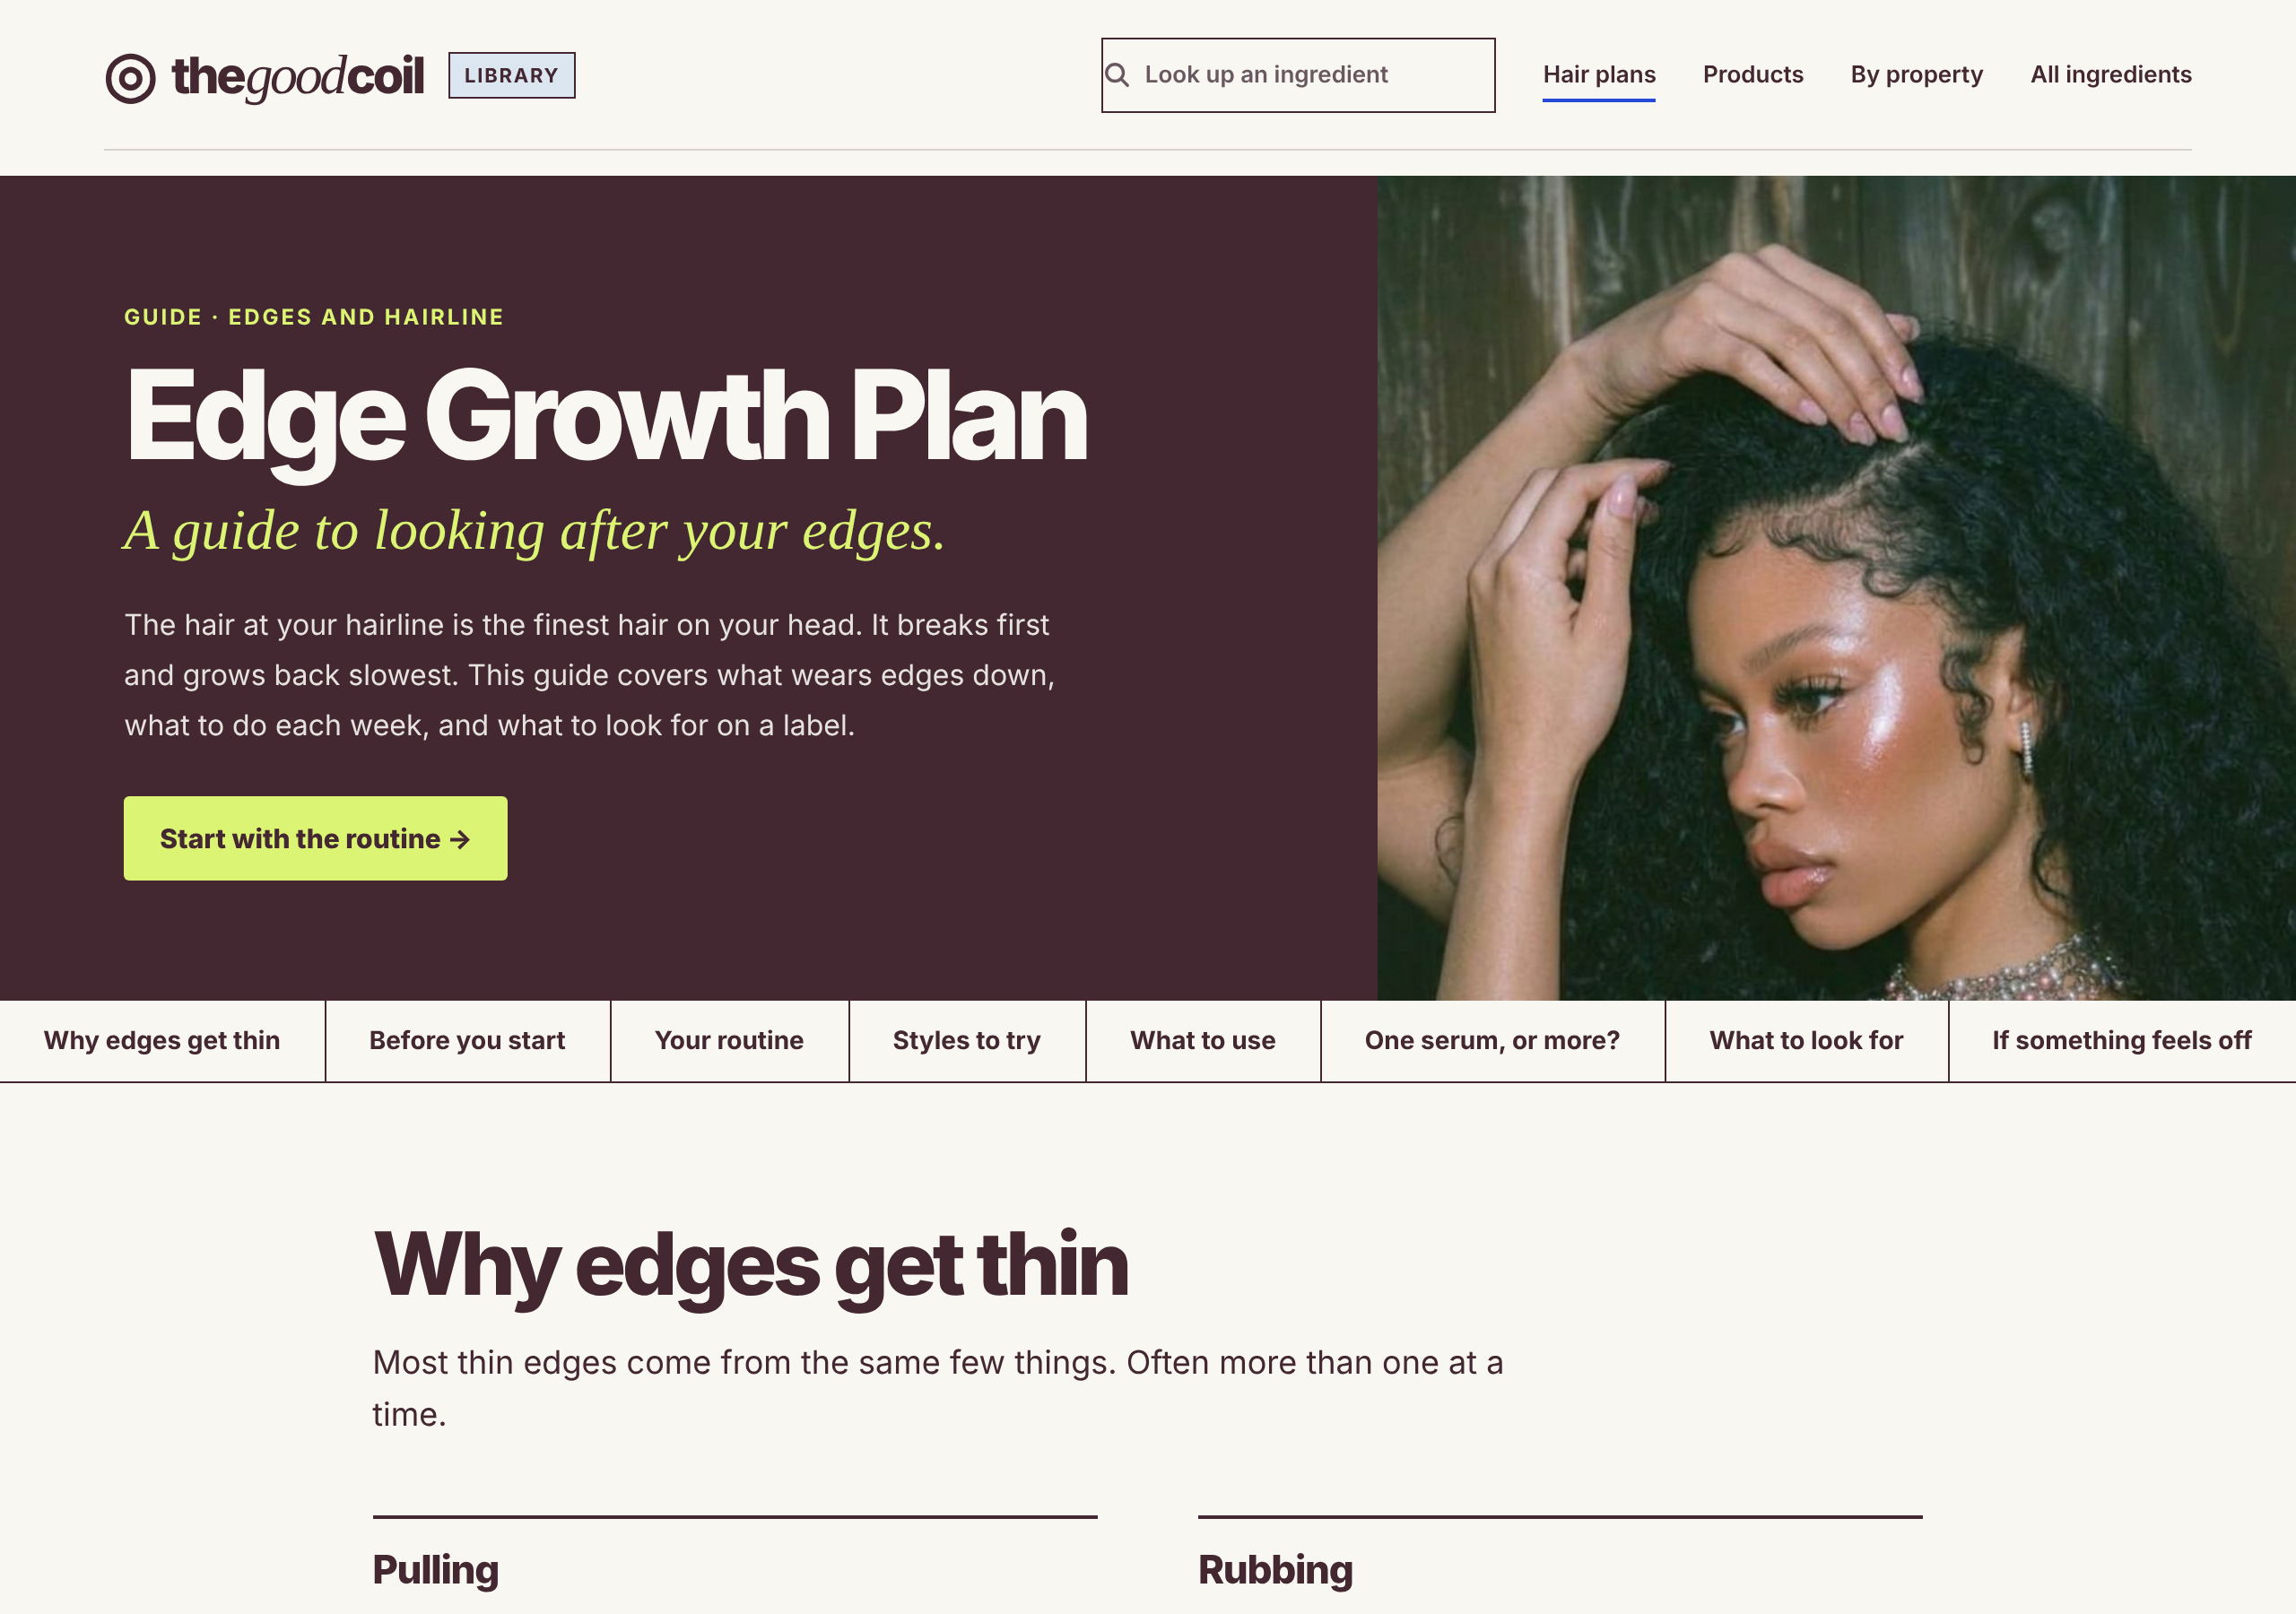 thegoodcoil
LIBRARY
Look up an ingredient
Hair plans
Products
By property
All ingredients
GUIDE · EDGES AND HAIRLINE
Edge Growth Plan
A guide to looking after your edges.
The hair at your hairline is the finest hair on your head. It breaks first
and grows back slowest. This guide covers what wears edges down,
what to do each week, and what to look for on a label.
Start with the routine →
Why edges get thin
Before you start
Your routine
Styles to try
What to use
One serum, or more?
What to look for
If something feels off
Why edges get thin
Most thin edges come from the same few things. Often more than one at a
time.
Pulling
Rubbing